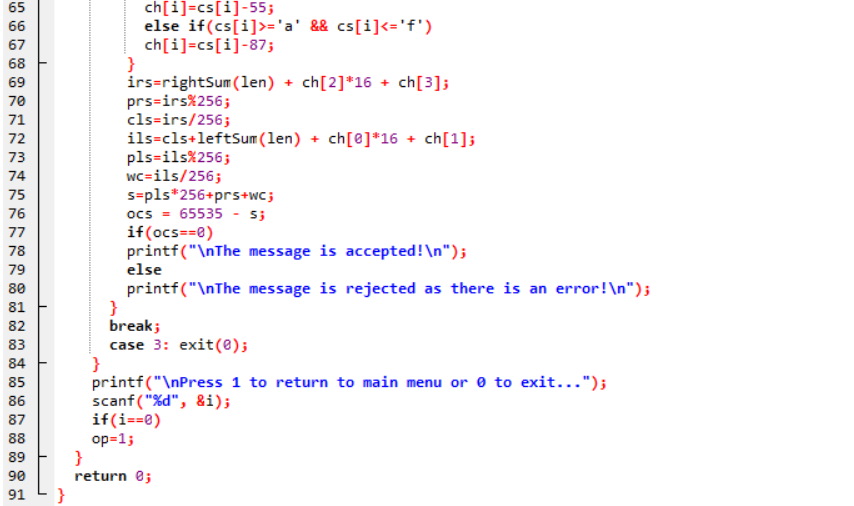 65 ch[i]=cs[i]-55;
66 else if(cs[i]>='a' && cs[i]<='f')
67 ch[i]=cs[i]-87;
68 }
69 irs=rightSum(len) + ch[2]*16 + ch[3];
70 prs=irs%256;
71 cls=irs/256;
72 ils=cls+leftSum(len) + ch[0]*16 + ch[1];
73 pls=ils%256;
74 wc=ils/256;
75 s=pls*256+prs+wc;
76 ocs = 65535 - s;
77 if(ocs==0)
78 printf("\nThe message is accepted!\n");
79 else
80 printf("\nThe message is rejected as there is an error!\n");
81 }
82 break;
83 case 3: exit(0);
84 }
85 printf("\nPress 1 to return to main menu or 0 to exit...");
86 scanf("%d", &i);
87 if(i==0)
88 op=1;
89 }
90 return 0;
91 }